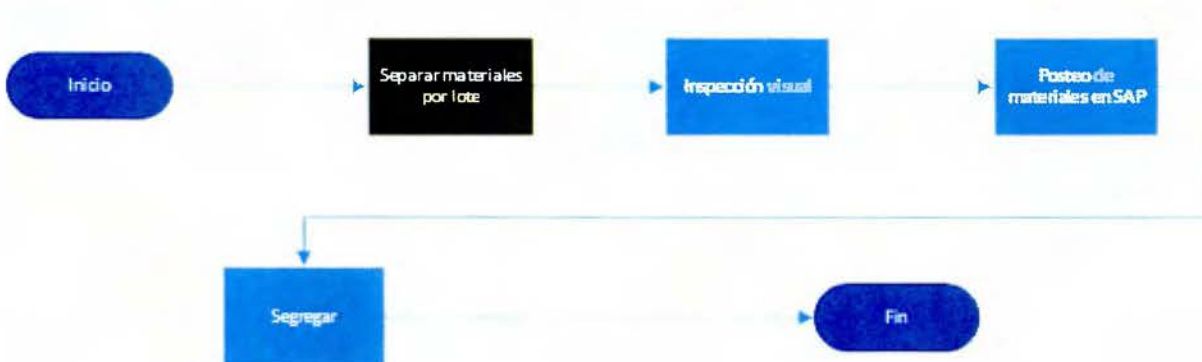 Inicio
Separar materiales
por lote
Inspección visual
Posteo de
materiales en SAP
Segregar
Fin